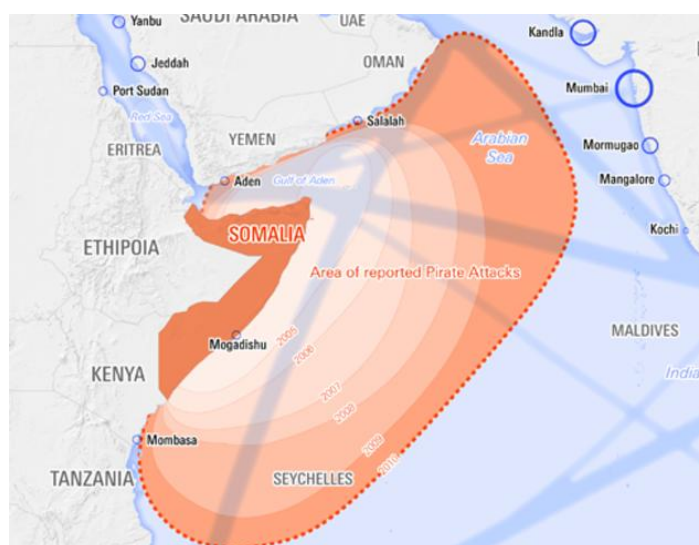 SAUDI ARABIA
UAE
Yanbu
Kandla
Jeddah
OMAN
Mumbai
Port Sudan
Red Sea
Salalah
Arabian
Sea
YEMEN
Mormugao
ERITREA
Aden
Gulf of Aden
Mangalore
SOMALIA
Kochi
ETHIPOIA
Area of reported Pirate Attacks
Mogadishu
2005
2006
MALDIVES
KENYA
India
2007
2008
Mombasa
2009
2010
TANZANIA
SEYCHELLES